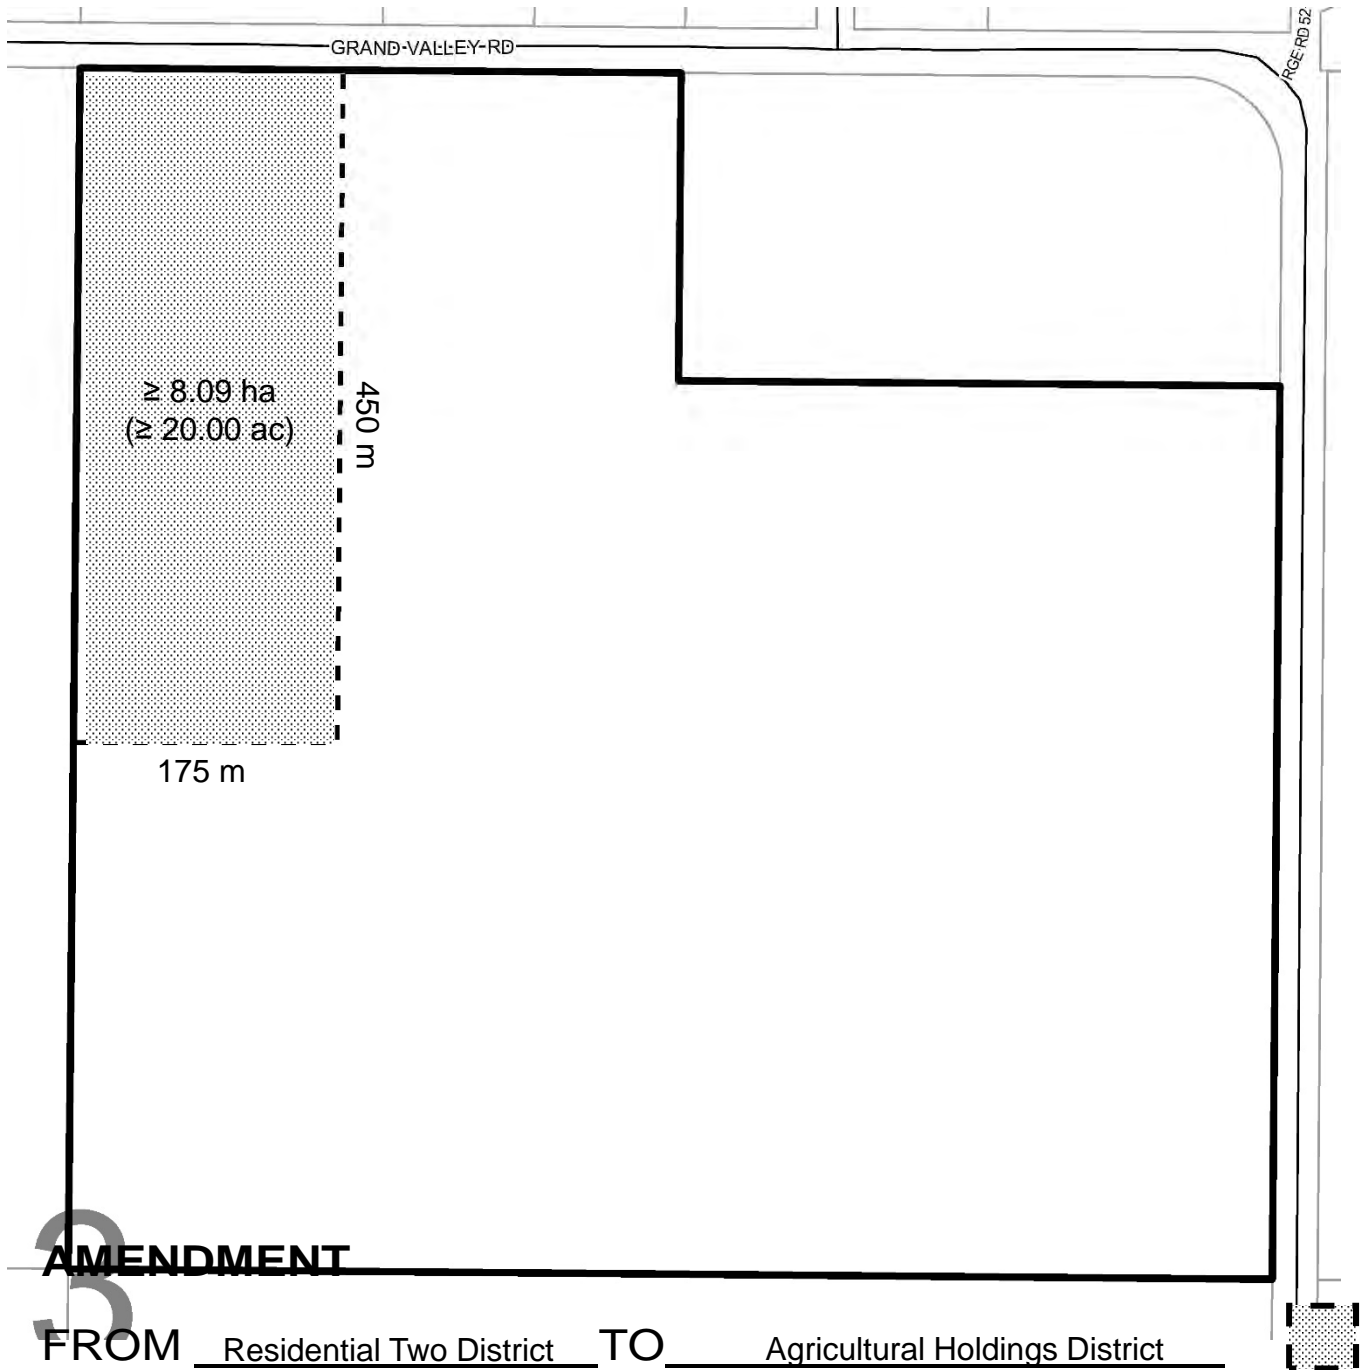 GRAND-VALLEY-RD
RGE-RD 52
≥ 8.09 ha
(≥ 20.00 ac)
450 m
175 m
3
AMENDMENT
FROM Residential Two District TO Agricultural Holdings District